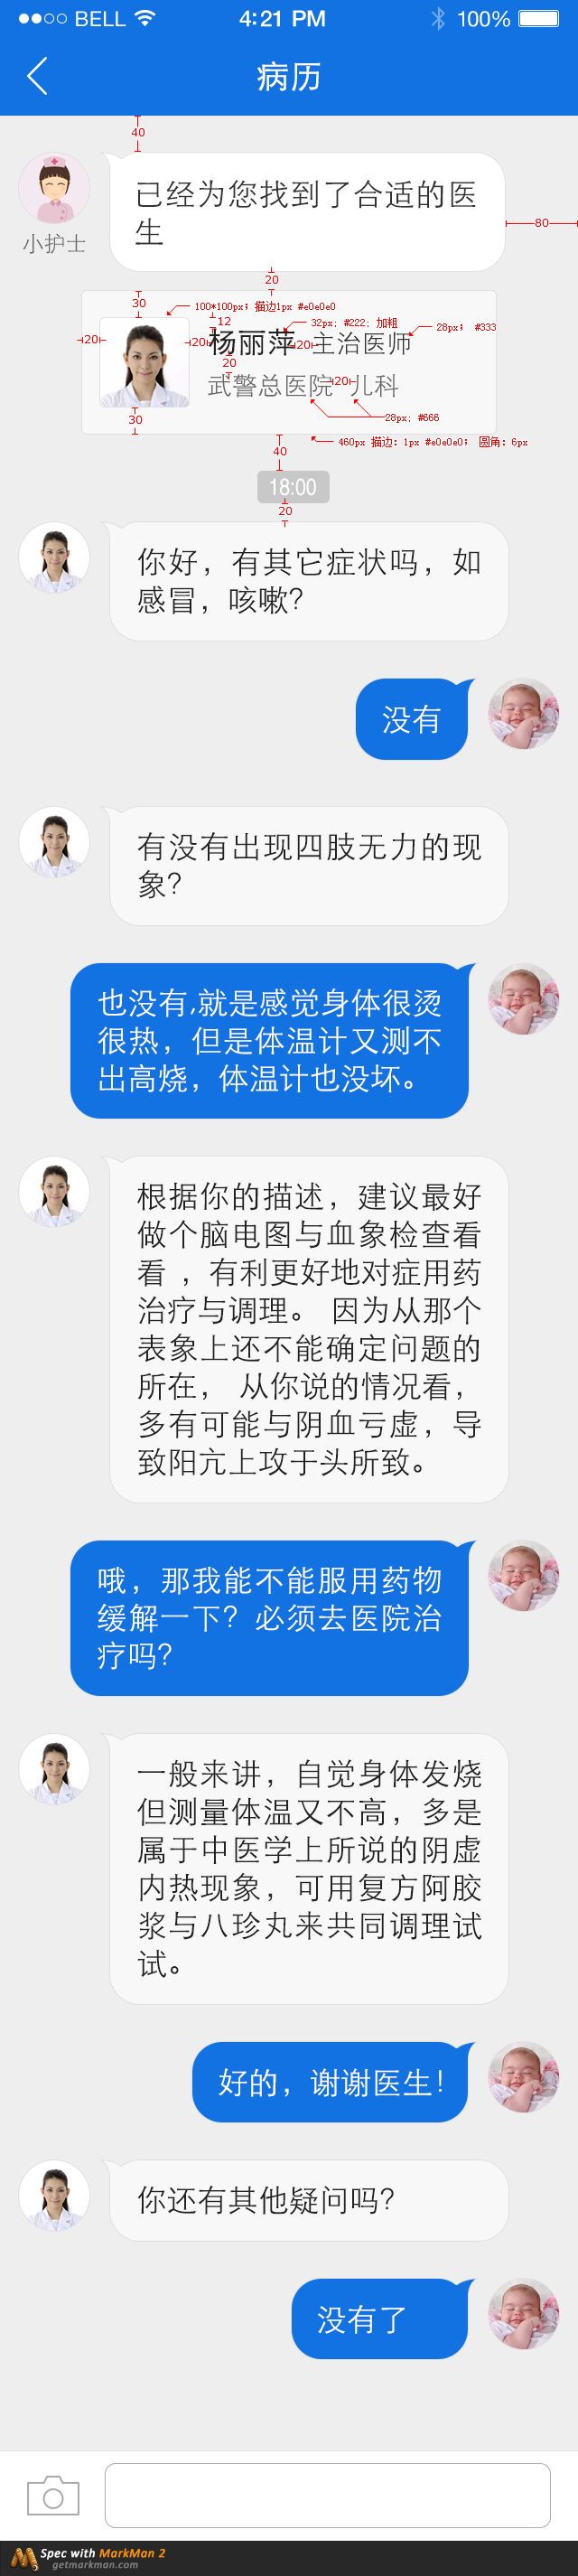 BELL 4:21 PM 100%
病历
40
已经为您找到了合适的医
生
80
小护士
20
30 100*100px; 描边1px #e0e0e0
12 32px; #222; 加粗 28px; #333
20 20 杨丽萍 20 主治医师
20
武警总医院 20 儿科
28px; #666
30
460px 描边: 1px #e0e0e0; 圆角: 6px
40
18:00
20
你好，有其它症状吗，如
感冒，咳嗽？
没有
有没有出现四肢无力的现
象？
也没有,就是感觉身体很烫
很热，但是体温计又测不
出高烧，体温计也没坏。
根据你的描述，建议最好
做个脑电图与血象检查看
看 ，有利更好地对症用药
治疗与调理。 因为从那个
表象上还不能确定问题的
所在， 从你说的情况看，
多有可能与阴血亏虚，导
致阳亢上攻于头所致。
哦，那我能不能服用药物
缓解一下？必须去医院治
疗吗？
一般来讲，自觉身体发烧
但测量体温又不高，多是
属于中医学上所说的阴虚
内热现象，可用复方阿胶
浆与八珍丸来共同调理试
试。
好的，谢谢医生！
你还有其他疑问吗？
没有了
Spec with MarkMan 2
getmarkman.com